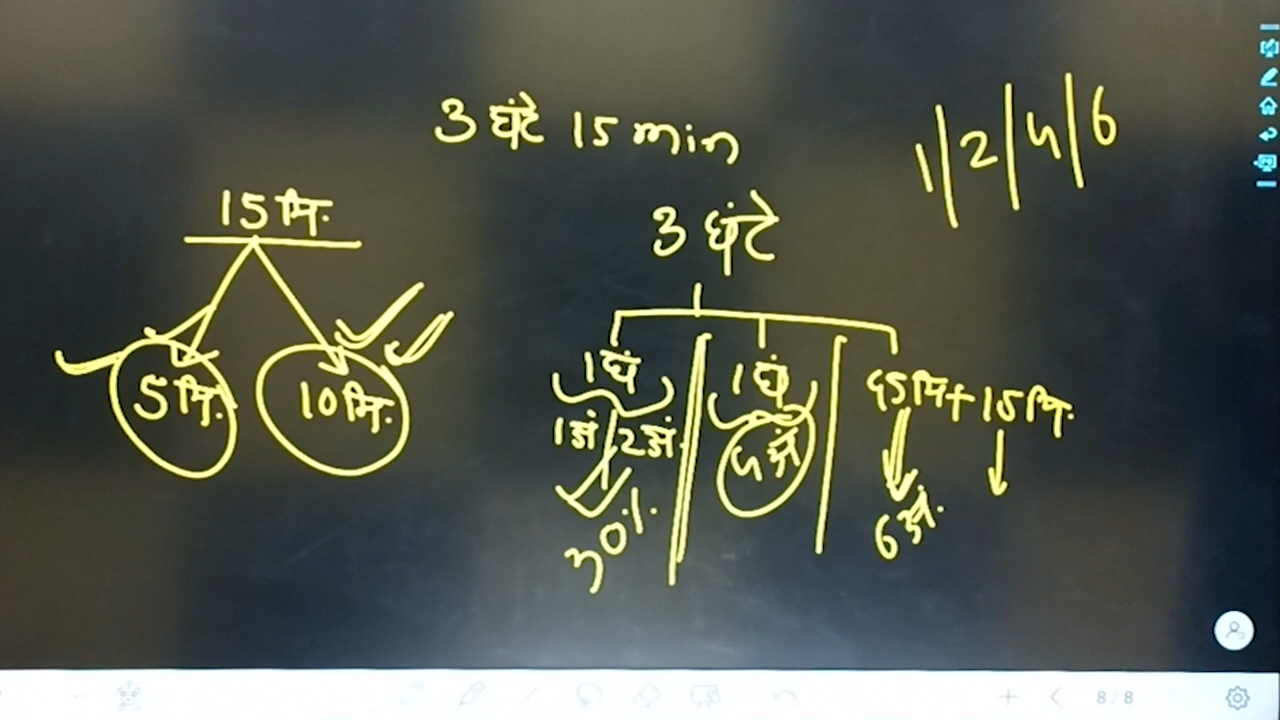 3 घंटे 15 min
1/2/4/6
15 मि.
3 घंटे
5 मि. 10 मि.
1 घं 1 घं 45 मि + 15 मि.
1 अं. 2 अं. 4 अं
30%
6 अं.
8/8